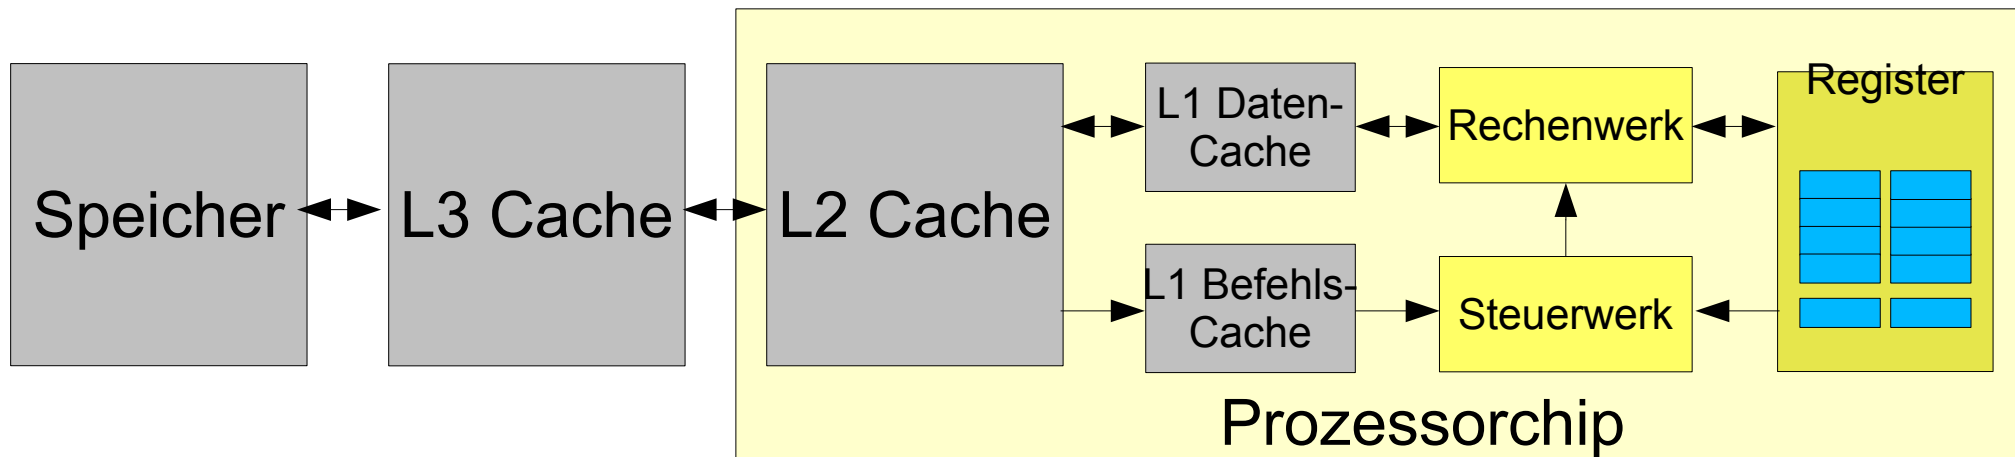 Speicher
L3 Cache
L2 Cache
L1 Daten-
Cache
L1 Befehls-
Cache
Rechenwerk
Steuerwerk
Register
Prozessorchip